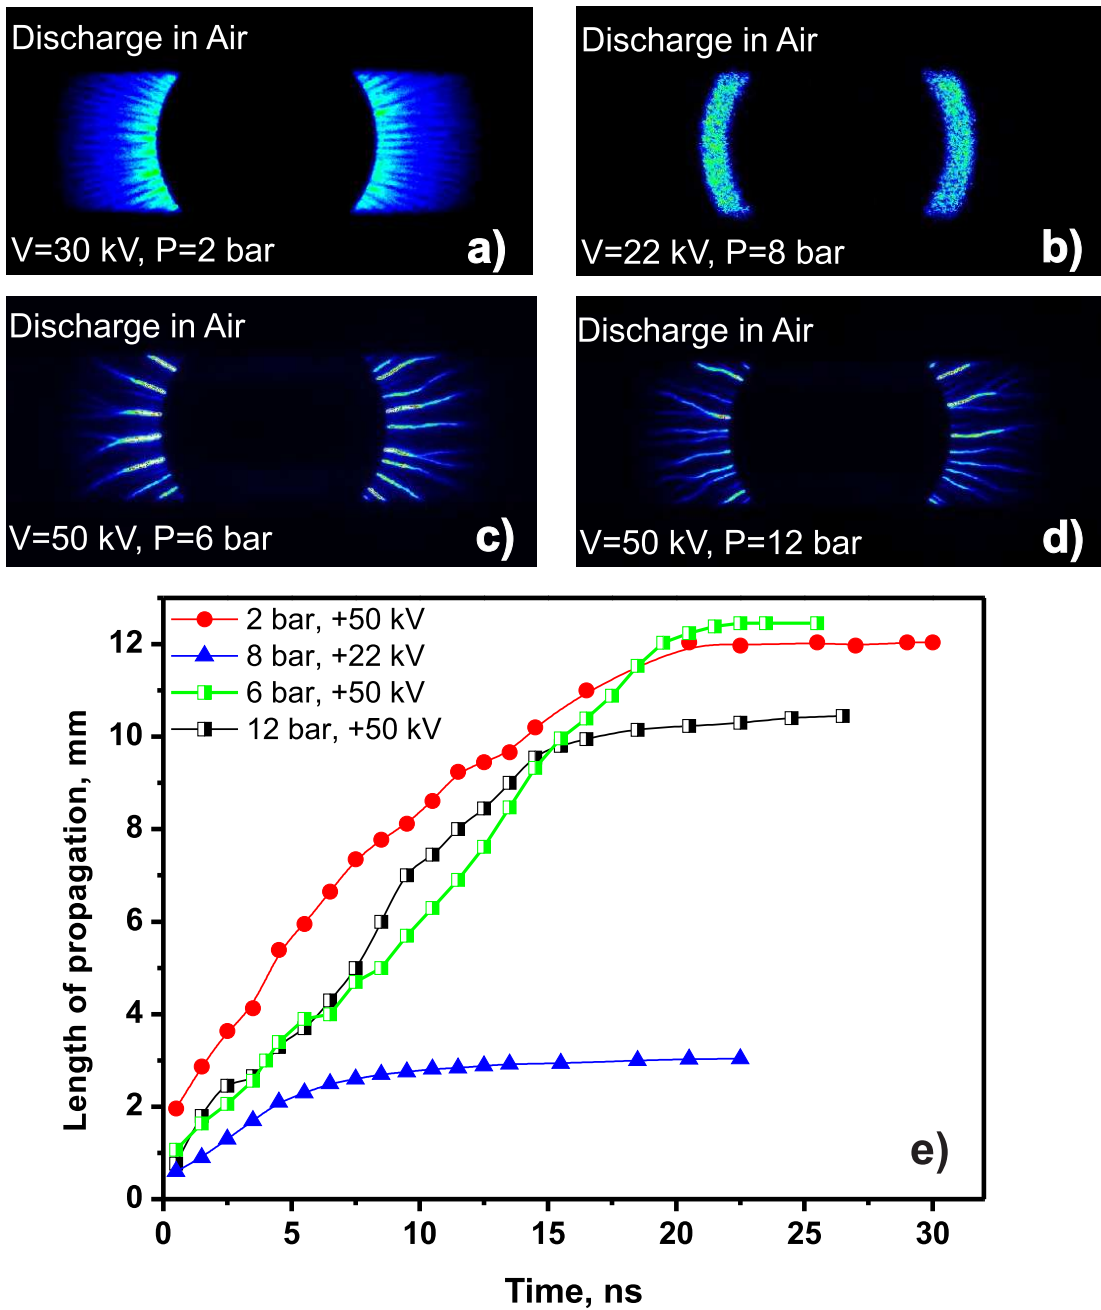 Discharge in Air
V=30 kV, P=2 bar
a)
Discharge in Air
V=22 kV, P=8 bar
b)
Discharge in Air
V=50 kV, P=6 bar
c)
Discharge in Air
V=50 kV, P=12 bar
d)
2 bar, +50 kV
8 bar, +22 kV
6 bar, +50 kV
12 bar, +50 kV
12
10
8
6
4
2
0
Length of propagation, mm
e)
0 5 10 15 20 25 30
Time, ns